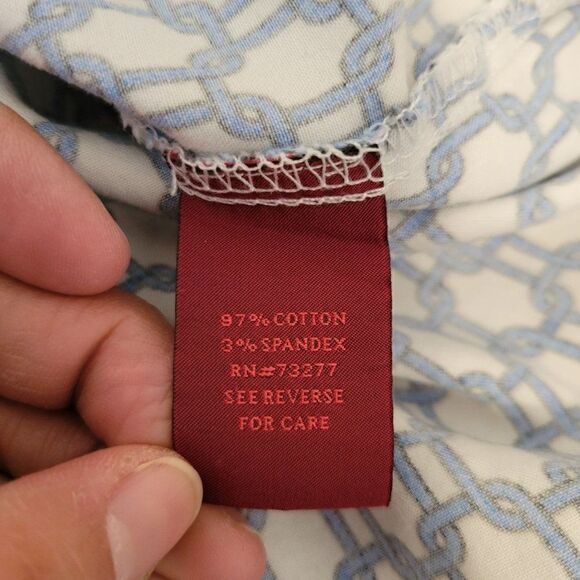 97% COTTON
3% SPANDEX
RN#73277
SEE REVERSE
FOR CARE